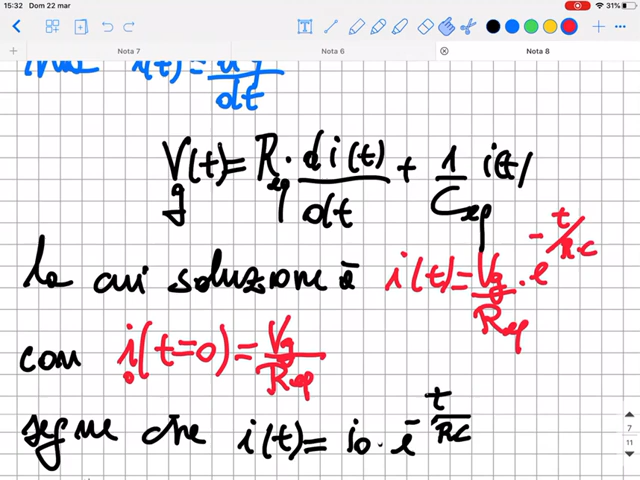 15:32 Dom 22 mar
31%
Nota 7
Nota 6
Nota 8
i(t)=
dt
Vg(t)=Req·di(t)/dt + 1/Ceq i(t)
la cui soluzione è i(t)=Vg/Req·e^-t/RC
con i0(t=0)=Vg/Req
segue che i(t)=i0·e^-t/RC
7
11